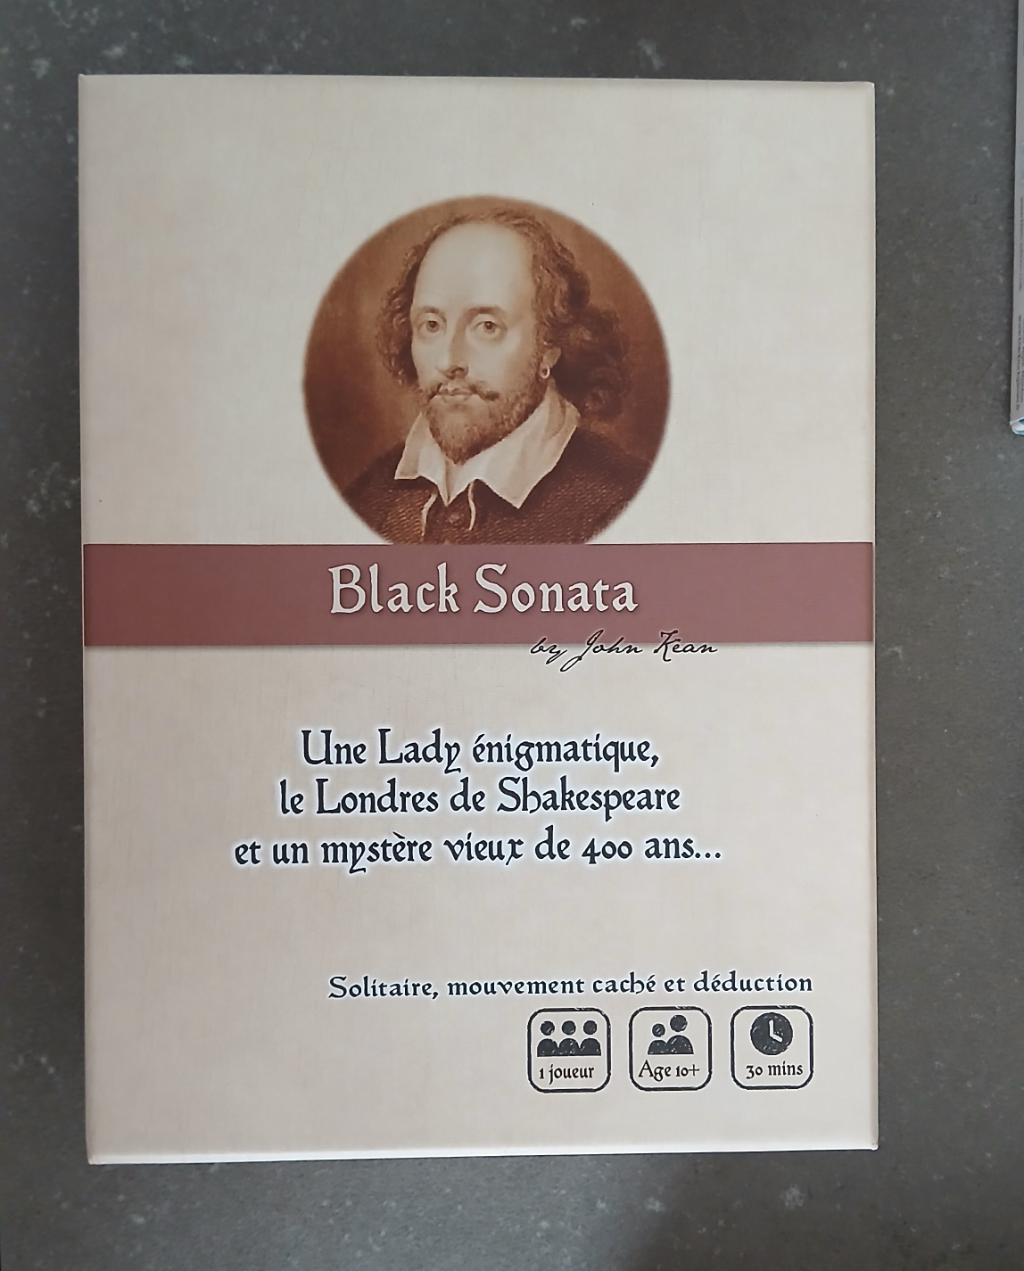 Black Sonata
by John Kean
Une Lady énigmatique,
le Londres de Shakespeare
et un mystère vieux de 400 ans...
Solitaire, mouvement caché et déduction
1 joueur
Age 10+
30 mins